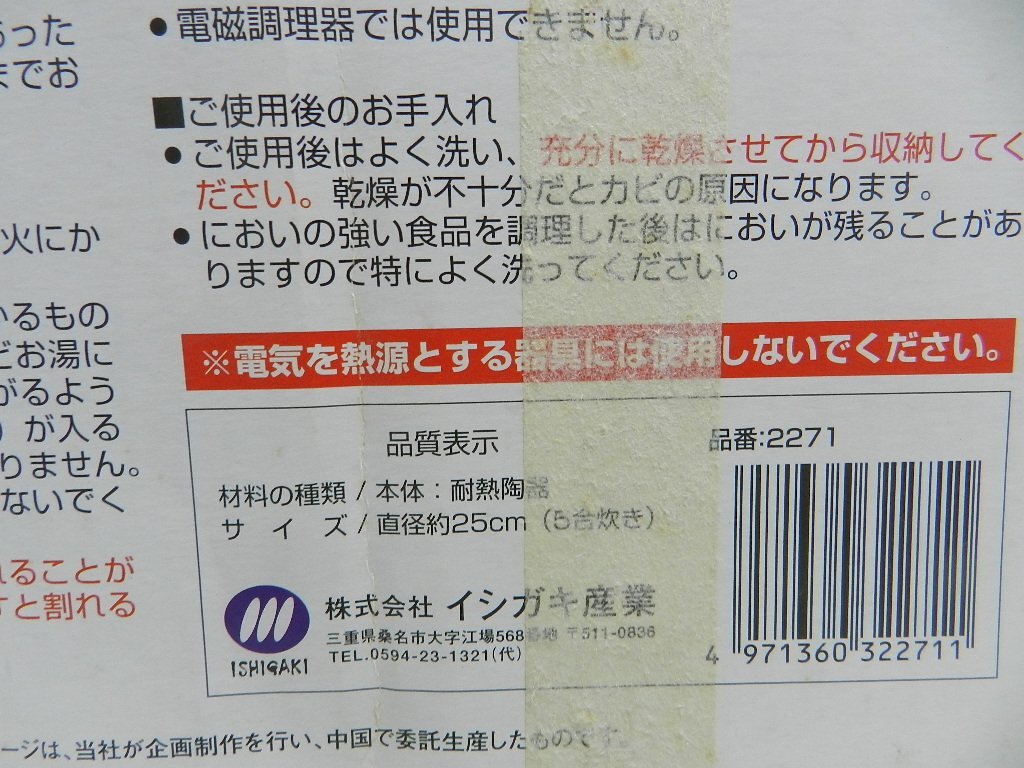 あった
までお
火にか
いるもの
どお湯に
がるよう
）が入る
りません。
ないでく
れることが
すと割れる
●電磁調理器では使用できません。
■ご使用後のお手入れ
●ご使用後はよく洗い、充分に乾燥させてから収納してく
ださい。乾燥が不十分だとカビの原因になります。
●においの強い食品を調理した後はにおいが残ることがあ
りますので特によく洗ってください。
※電気を熱源とする器具には使用しないでください。
品質表示
品番:2271
材料の種類/本体：耐熱陶器
サイズ/直径約25cm（5合炊き）
ISHIGAKI
株式会社 イシガキ産業
三重県桑名市大字江場568番地 〒511-0836
TEL.0594-23-1321(代)
4 971360 322711
ージは、当社が企画制作を行い、中国で委託生産したものです。